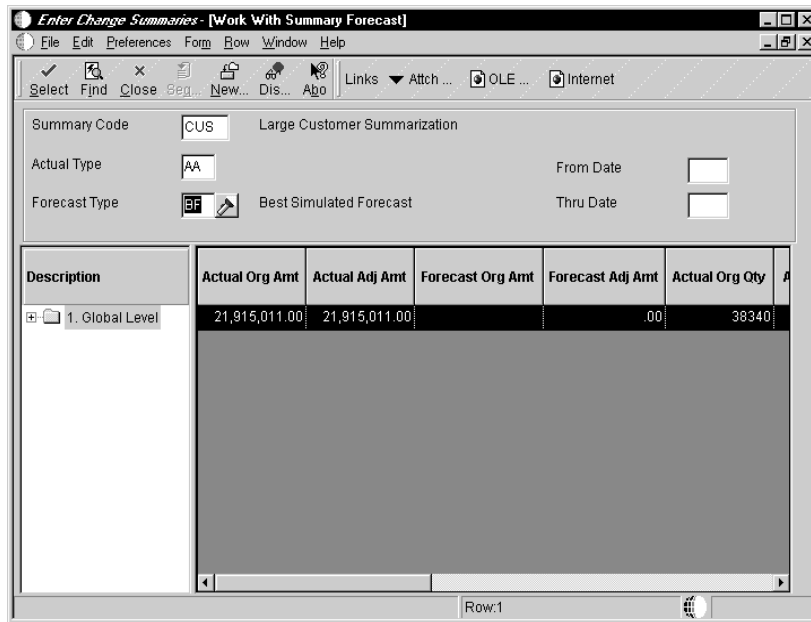 Enter Change Summaries - [Work With Summary Forecast]
File Edit Preferences Form Row Window Help
Select Find Close Seq... New... Dis... Abo Links Attch ... OLE ... Internet
Summary Code CUS Large Customer Summarization
Actual Type AA From Date
Forecast Type BF Best Simulated Forecast Thru Date
Description Actual Org Amt Actual Adj Amt Forecast Org Amt Forecast Adj Amt Actual Org Qty A
1. Global Level 21,915,011.00 21,915,011.00 .00 38340
Row:1